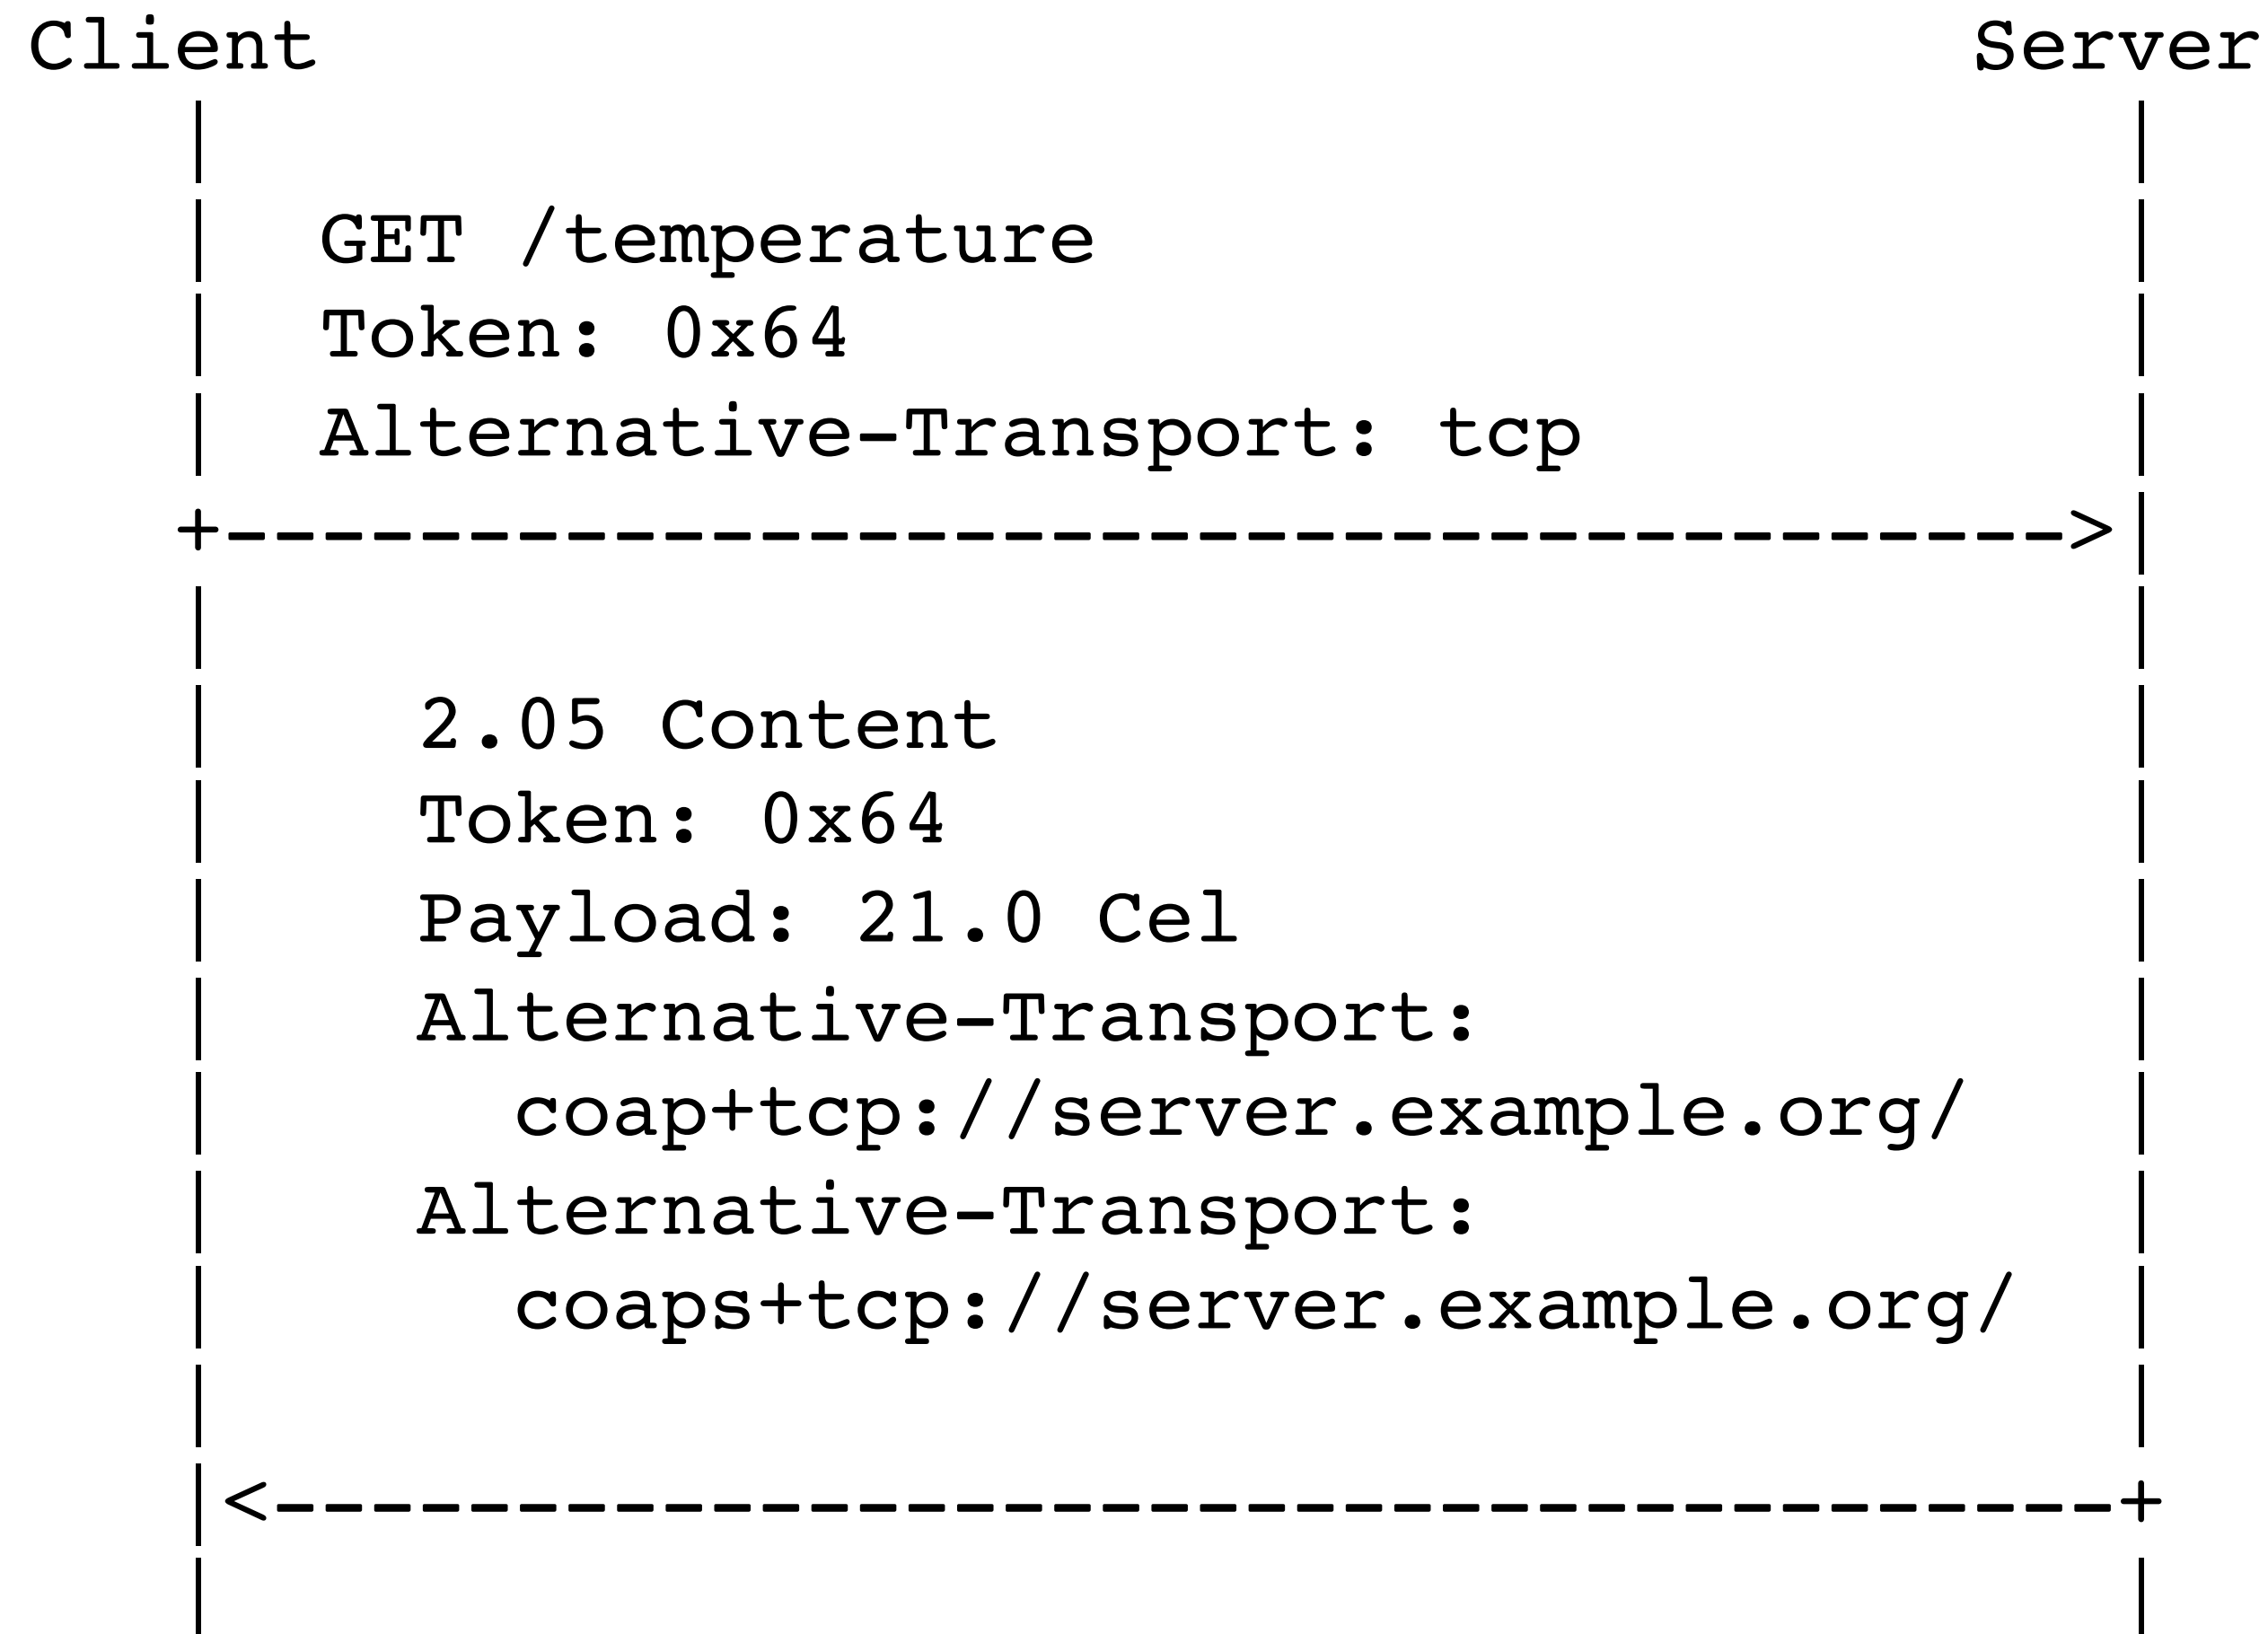 Client Server
GET /temperature
Token: 0x64
Alternative-Transport: tcp
+-------------------------------------->
2.05 Content
Token: 0x64
Payload: 21.0 Cel
Alternative-Transport:
coap+tcp://server.example.org/
Alternative-Transport:
coaps+tcp://server.example.org/
<--------------------------------------+